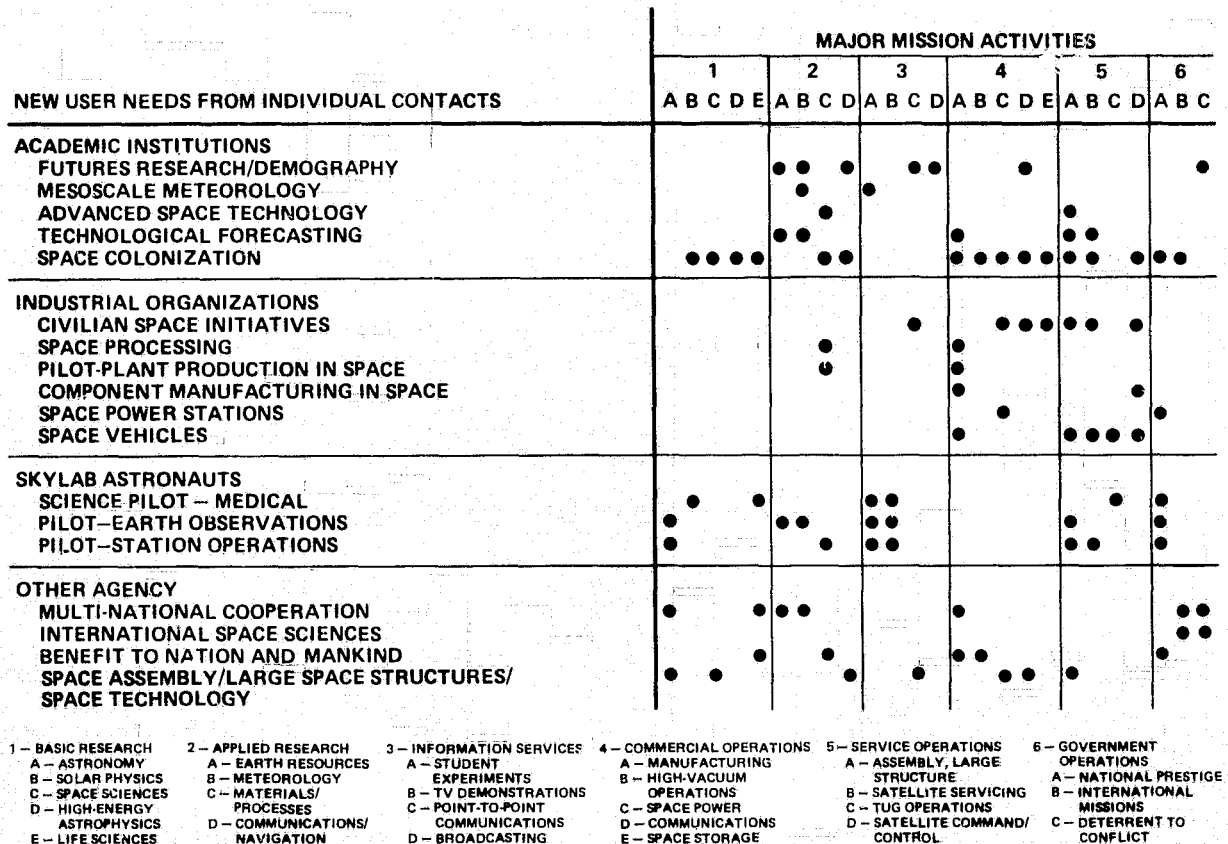 MAJOR MISSION ACTIVITIES
1 2 3 4 5 6
NEW USER NEEDS FROM INDIVIDUAL CONTACTS A B C D E A B C D A B C D A B C D E A B C D A B C
ACADEMIC INSTITUTIONS
FUTURES RESEARCH/DEMOGRAPHY
MESOSCALE METEOROLOGY
ADVANCED SPACE TECHNOLOGY
TECHNOLOGICAL FORECASTING
SPACE COLONIZATION
INDUSTRIAL ORGANIZATIONS
CIVILIAN SPACE INITIATIVES
SPACE PROCESSING
PILOT-PLANT PRODUCTION IN SPACE
COMPONENT MANUFACTURING IN SPACE
SPACE POWER STATIONS
SPACE VEHICLES
SKYLAB ASTRONAUTS
SCIENCE PILOT — MEDICAL
PILOT—EARTH OBSERVATIONS
PILOT—STATION OPERATIONS
OTHER AGENCY
MULTI-NATIONAL COOPERATION
INTERNATIONAL SPACE SCIENCES
BENEFIT TO NATION AND MANKIND
SPACE ASSEMBLY/LARGE SPACE STRUCTURES/
SPACE TECHNOLOGY
1 — BASIC RESEARCH
A — ASTRONOMY
B — SOLAR PHYSICS
C — SPACE SCIENCES
D — HIGH-ENERGY
ASTROPHYSICS
E — LIFE SCIENCES
2 — APPLIED RESEARCH
A — EARTH RESOURCES
B — METEOROLOGY
C — MATERIALS/
PROCESSES
D — COMMUNICATIONS/
NAVIGATION
3 — INFORMATION SERVICES
A — STUDENT
EXPERIMENTS
B — TV DEMONSTRATIONS
C — POINT-TO-POINT
COMMUNICATIONS
D — BROADCASTING
4 — COMMERCIAL OPERATIONS
A — MANUFACTURING
B — HIGH-VACUUM
OPERATIONS
C — SPACE POWER
D — COMMUNICATIONS
E — SPACE STORAGE
5 — SERVICE OPERATIONS
A — ASSEMBLY, LARGE
STRUCTURE
B — SATELLITE SERVICING
C — TUG OPERATIONS
D — SATELLITE COMMAND/
CONTROL
6 — GOVERNMENT
OPERATIONS
A — NATIONAL PRESTIGE
B — INTERNATIONAL
MISSIONS
C — DETERRENT TO
CONFLICT